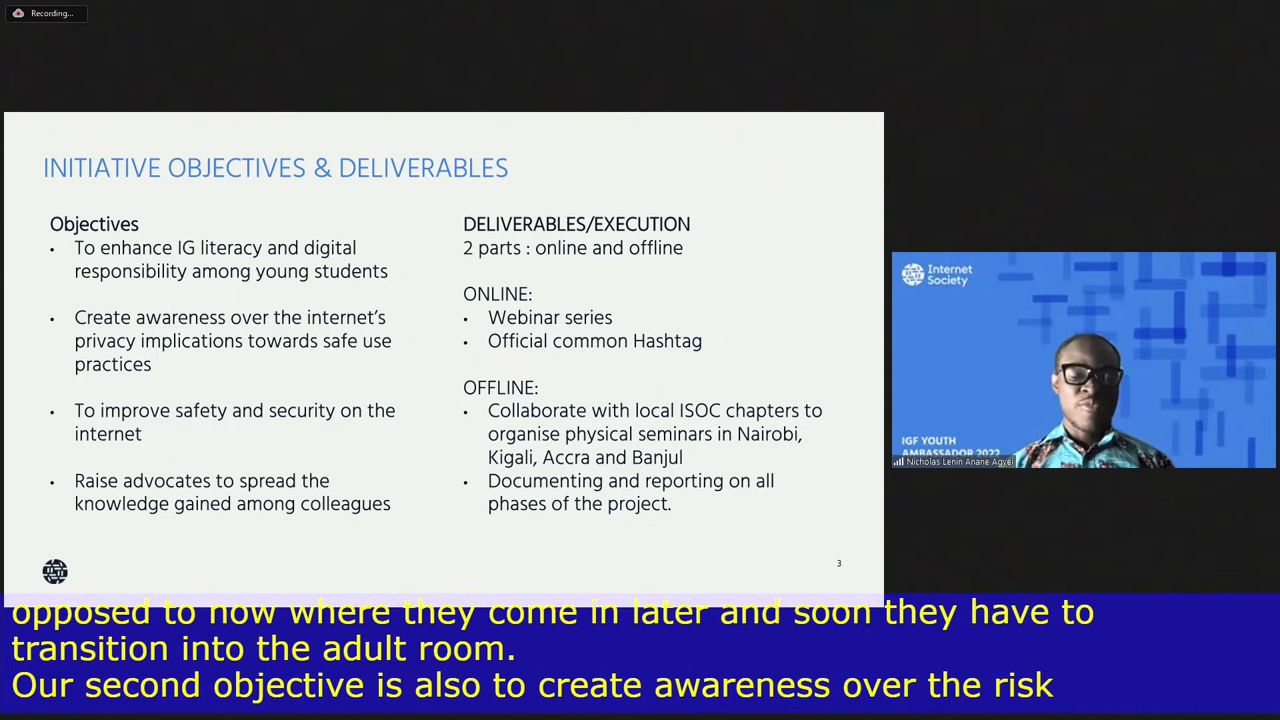 Recording...
INITIATIVE OBJECTIVES & DELIVERABLES
Objectives
• To enhance IG literacy and digital
responsibility among young students
• Create awareness over the internet's
privacy implications towards safe use
practices
• To improve safety and security on the
internet
• Raise advocates to spread the
knowledge gained among colleagues
DELIVERABLES/EXECUTION
2 parts : online and offline
ONLINE:
• Webinar series
• Official common Hashtag
OFFLINE:
• Collaborate with local ISOC chapters to
organise physical seminars in Nairobi,
Kigali, Accra and Banjul
• Documenting and reporting on all
phases of the project.
3
Internet
Society
IGF YOUTH
AMBASSADOR 2022
Nicholas Lenin Anane Agyei
opposed to now where they come in later and soon they have to
transition into the adult room.
Our second objective is also to create awareness over the risk